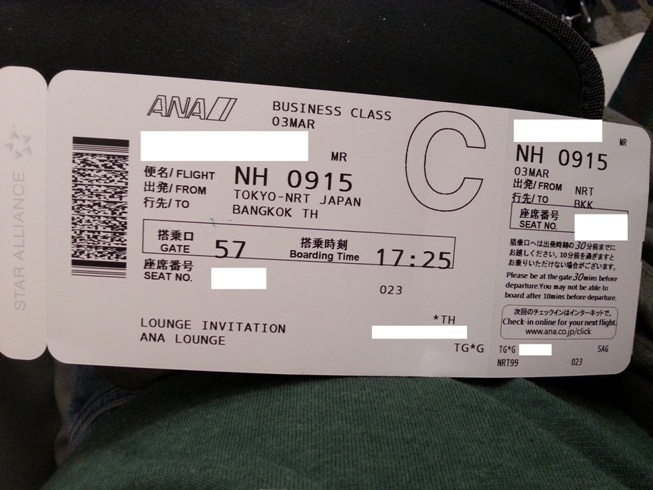 STAR ALLIANCE
ANA
BUSINESS CLASS
03MAR
MR
C
便名/ FLIGHT NH 0915
出発/ FROM TOKYO-NRT JAPAN
行先/ TO BANGKOK TH
搭乗口
GATE 57
搭乗時刻
Boarding Time 17:25
座席番号
SEAT NO.
023
LOUNGE INVITATION
ANA LOUNGE
*TH
TG*G
MR
NH 0915
03MAR
出発/ FROM NRT
行先/ TO BKK
座席番号
SEAT NO.
搭乗口へは出発時刻の30分前までに
お越しください。10分前を過ぎますと
お乗りいただけない場合がございます。
Please be at the gate 30mins before
departure.You may not be able to
board after 10mins before departure.
次回のチェックインはインターネットで。
Check-in online for your next flight.
www.ana.co.jp/click
TG*G SAG
NRT99 023